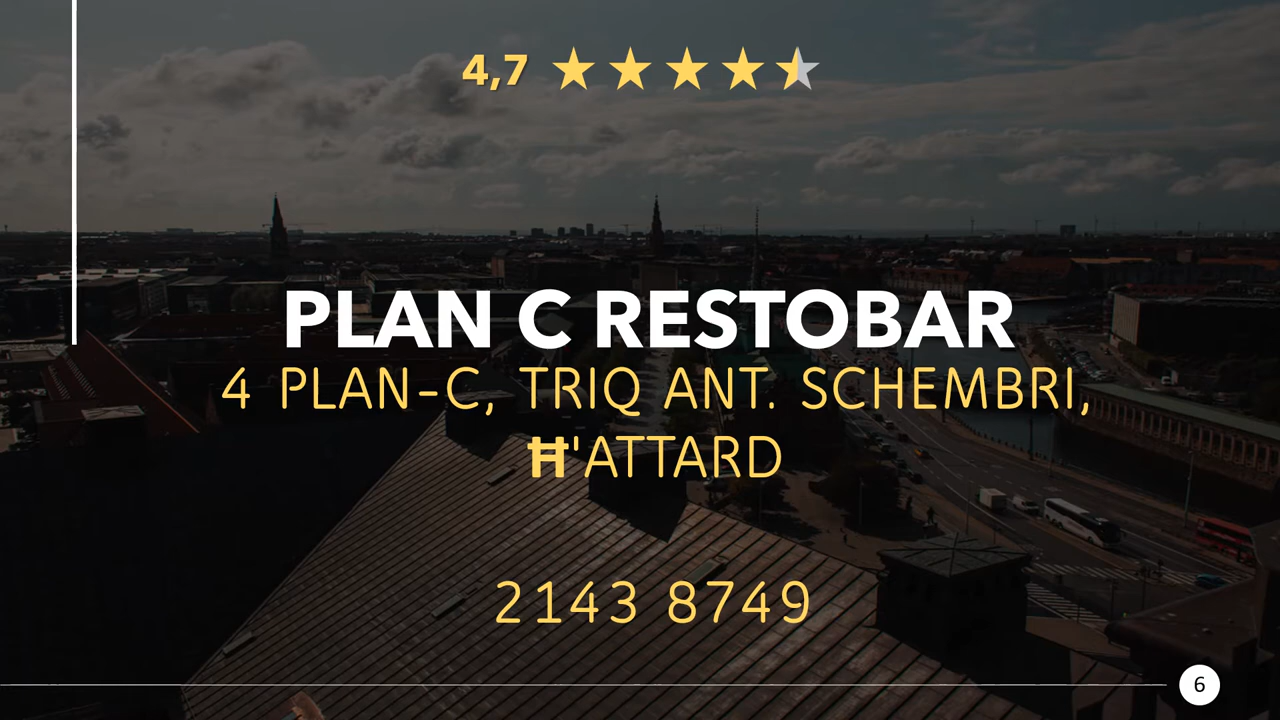 4,7
PLAN C RESTOBAR
4 PLAN-C, TRIQ ANT. SCHEMBRI,
Ħ'ATTARD
2143 8749
6